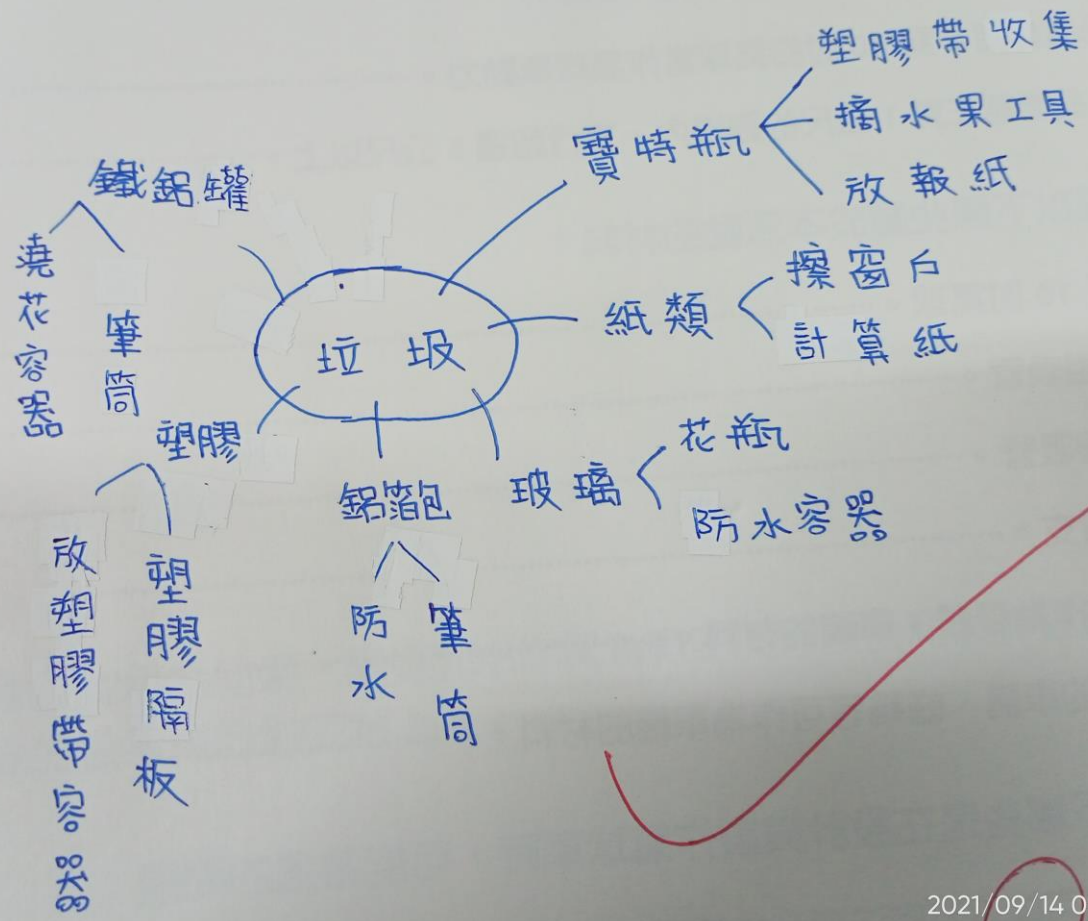 垃圾
寶特瓶
塑膠帶收集
摘水果工具
放報紙
紙類
擦窗戶
計算紙
玻璃
花瓶
防水容器
鋁箔包
防水
筆筒
塑膠
放塑膠帶容器
塑膠隔板
鐵鋁罐
澆花容器
筆筒
2021/09/14 0